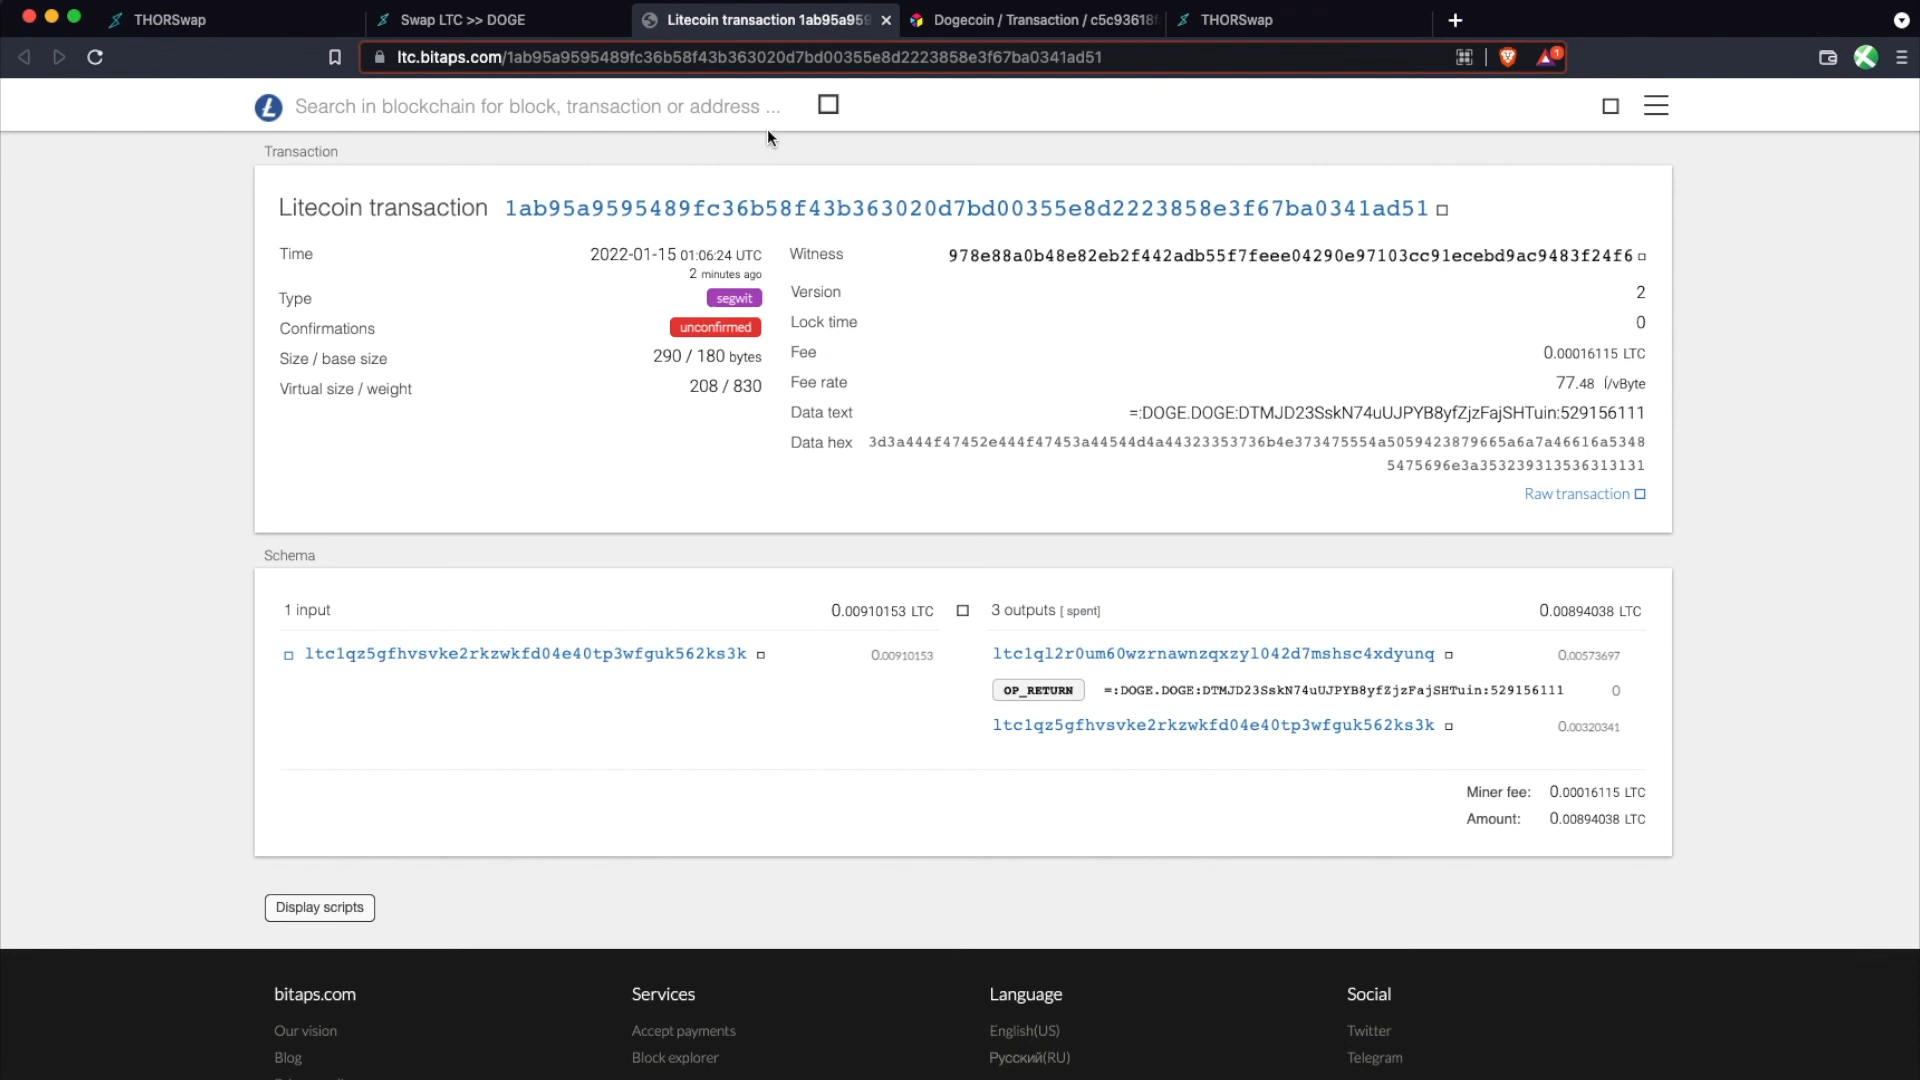 THORSwap
Swap LTC >> DOGE
Litecoin transaction 1ab95a959
Dogecoin / Transaction / c5c93618f
THORSwap
ltc.bitaps.com/1ab95a9595489fc36b58f43b363020d7bd00355e8d2223858e3f67ba0341ad51
1
Search in blockchain for block, transaction or address ...
Transaction
Litecoin transaction 1ab95a9595489fc36b58f43b363020d7bd00355e8d2223858e3f67ba0341ad51
Time 2022-01-15 01:06:24 UTC
2 minutes ago
Type segwit
Confirmations unconfirmed
Size / base size 290 / 180 bytes
Virtual size / weight 208 / 830
Witness 978e88a0b48e82eb2f442adb55f7feee04290e97103cc91ecebd9ac9483f24f6
Version 2
Lock time 0
Fee 0.00016115 LTC
Fee rate 77.48 ſ/vByte
Data text =:DOGE.DOGE:DTMJD23SskN74uUJPYB8yfZjzFajSHTuin:529156111
Data hex 3d3a444f47452e444f47453a44544d4a44323353736b4e373475554a5059423879665a6a7a46616a5348
5475696e3a353239313536313131
Raw transaction
Schema
1 input 0.00910153 LTC
ltc1qz5gfhvsvke2rkzwkfd04e40tp3wfguk562ks3k 0.00910153
3 outputs [ spent] 0.00894038 LTC
ltc1ql2r0um60wzrnawnzqxzyl042d7mshsc4xdyunq 0.00573697
OP_RETURN =:DOGE.DOGE:DTMJD23SskN74uUJPYB8yfZjzFajSHTuin:529156111 0
ltc1qz5gfhvsvke2rkzwkfd04e40tp3wfguk562ks3k 0.00320341
Miner fee: 0.00016115 LTC
Amount: 0.00894038 LTC
Display scripts
bitaps.com
Our vision
Blog
Services
Accept payments
Block explorer
Language
English(US)
Русский(RU)
Social
Twitter
Telegram